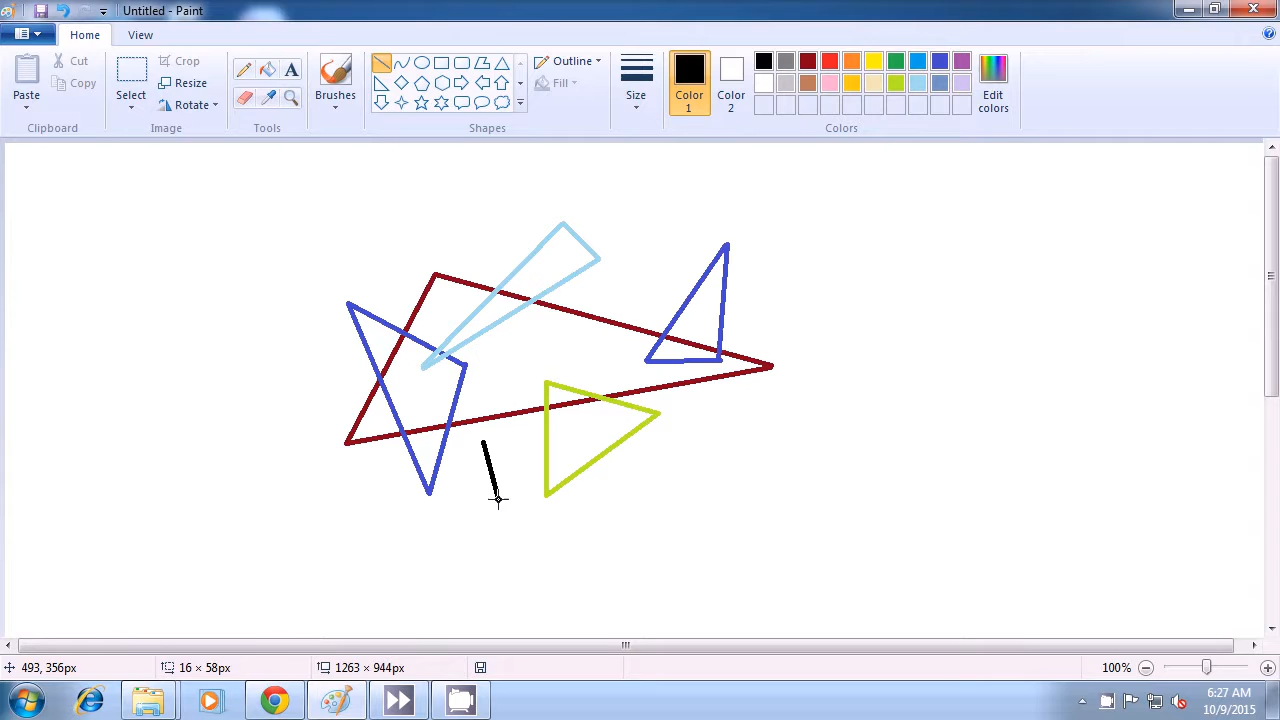 Untitled - Paint
Home View
Paste
Cut
Copy
Clipboard
Select
Crop
Resize
Rotate
Image
A
Tools
Brushes
Outline
Fill
Shapes
Size
Color 1
Color 2
Edit colors
Colors
493, 356px 16 × 58px 1263 × 944px 100%
6:27 AM
10/9/2015